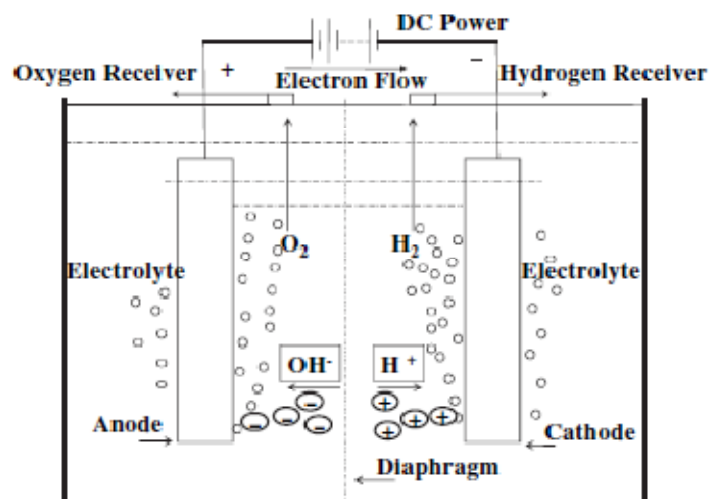 DC Power
Oxygen Receiver + − Hydrogen Receiver
Electron Flow
O₂ H₂
Electrolyte Electrolyte
OH⁻ H⁺
− − − − + + + +
Anode Cathode
Diaphragm